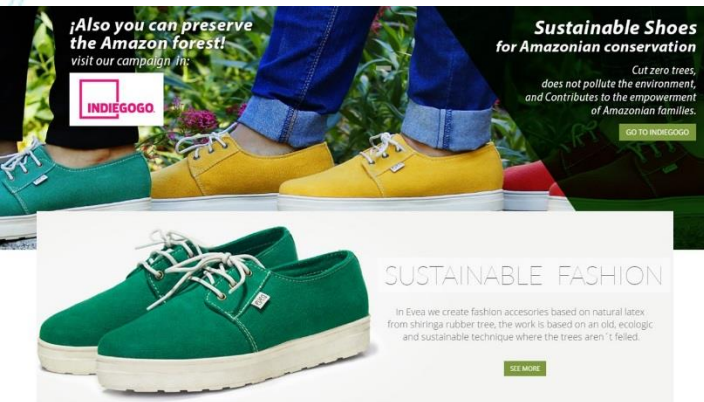 ¡Also you can preserve
the Amazon forest!
visit our campaign in:
INDIEGOGO.
Sustainable Shoes
for Amazonian conservation
Cut zero trees,
does not pollute the environment,
and Contributes to the empowerment
of Amazonian families.
GO TO INDIEGOGO
SUSTAINABLE FASHION
In Evea we create fashion accesories based on natural latex
from shiringa rubber tree, the work is based on an old, ecologic
and sustainable technique where the trees aren´t felled.
SEE MORE